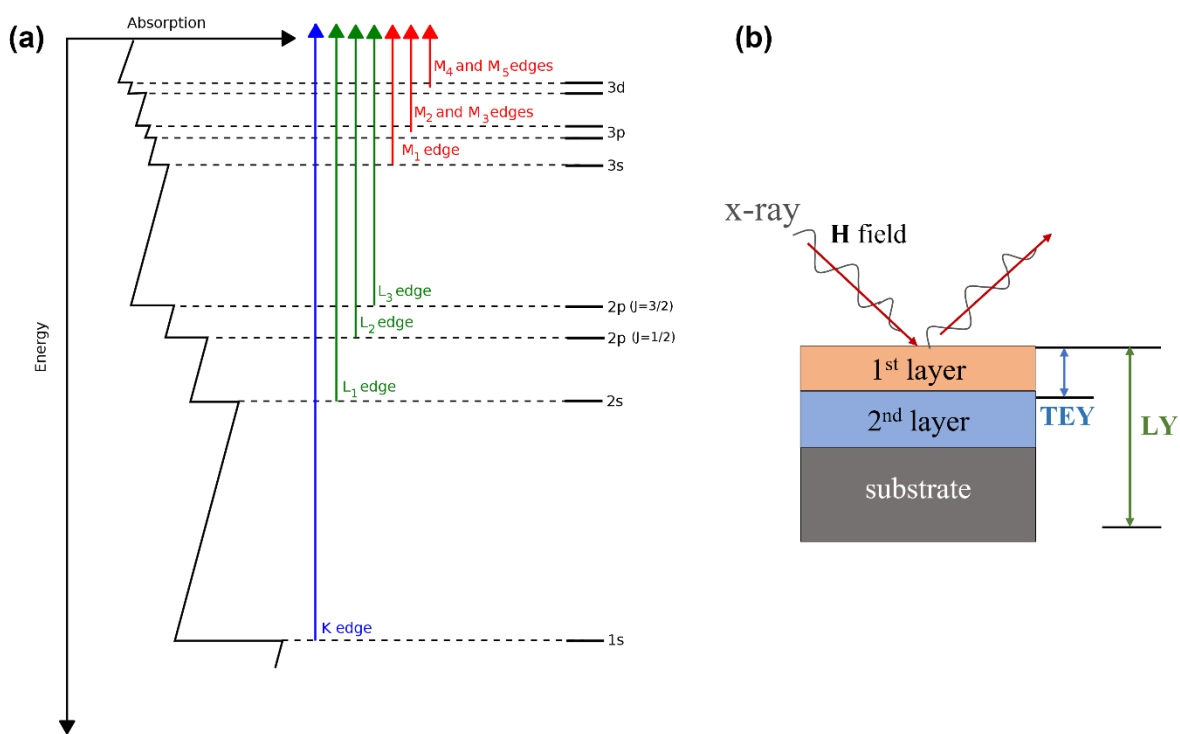 (a)
Absorption
Energy
M4 and M5 edges
3d
M2 and M3 edges
3p
M1 edge
3s
L3 edge
2p (J=3/2)
L2 edge
2p (J=1/2)
L1 edge
2s
K edge
1s
(b)
x-ray
H field
1st layer
2nd layer
substrate
TEY
LY